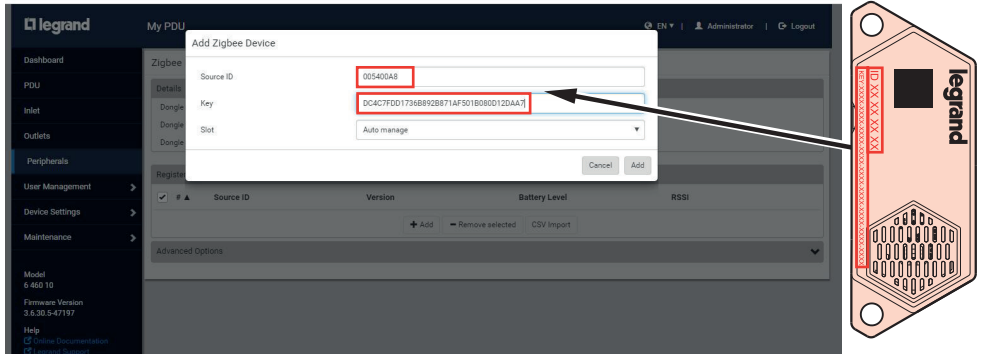 legrand
My PDU
EN
Administrator
Logout
Dashboard
PDU
Inlet
Outlets
Peripherals
User Management
Device Settings
Maintenance
Model
6 460 10
Firmware Version
3.6.30.5-47197
Help
Online Documentation
Legrand Support
Zigbee
Details
Dongle
Dongle
Dongle
Add Zigbee Device
Source ID
005400A8
Key
DC4C7FDD1736B892B871AF501B080D12DAA7
Slot
Auto manage
Cancel
Add
Register
# Source ID Version Battery Level RSSI
+ Add
Remove selected
CSV Import
Advanced Options
legrand
ID.XX XX XX XX